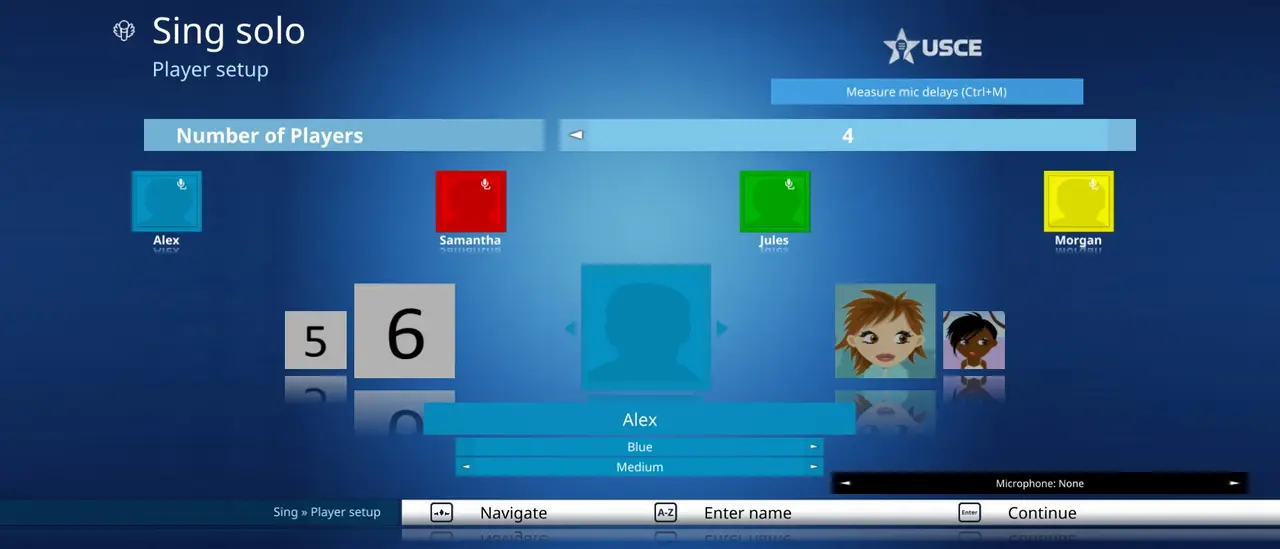 Sing solo
Player setup
USCE
Measure mic delays (Ctrl+M)
Number of Players
4
Alex
Samantha
Jules
Morgan
5
6
Alex
Blue
Medium
Microphone: None
Sing » Player setup
Navigate
A-Z
Enter name
Enter
Continue